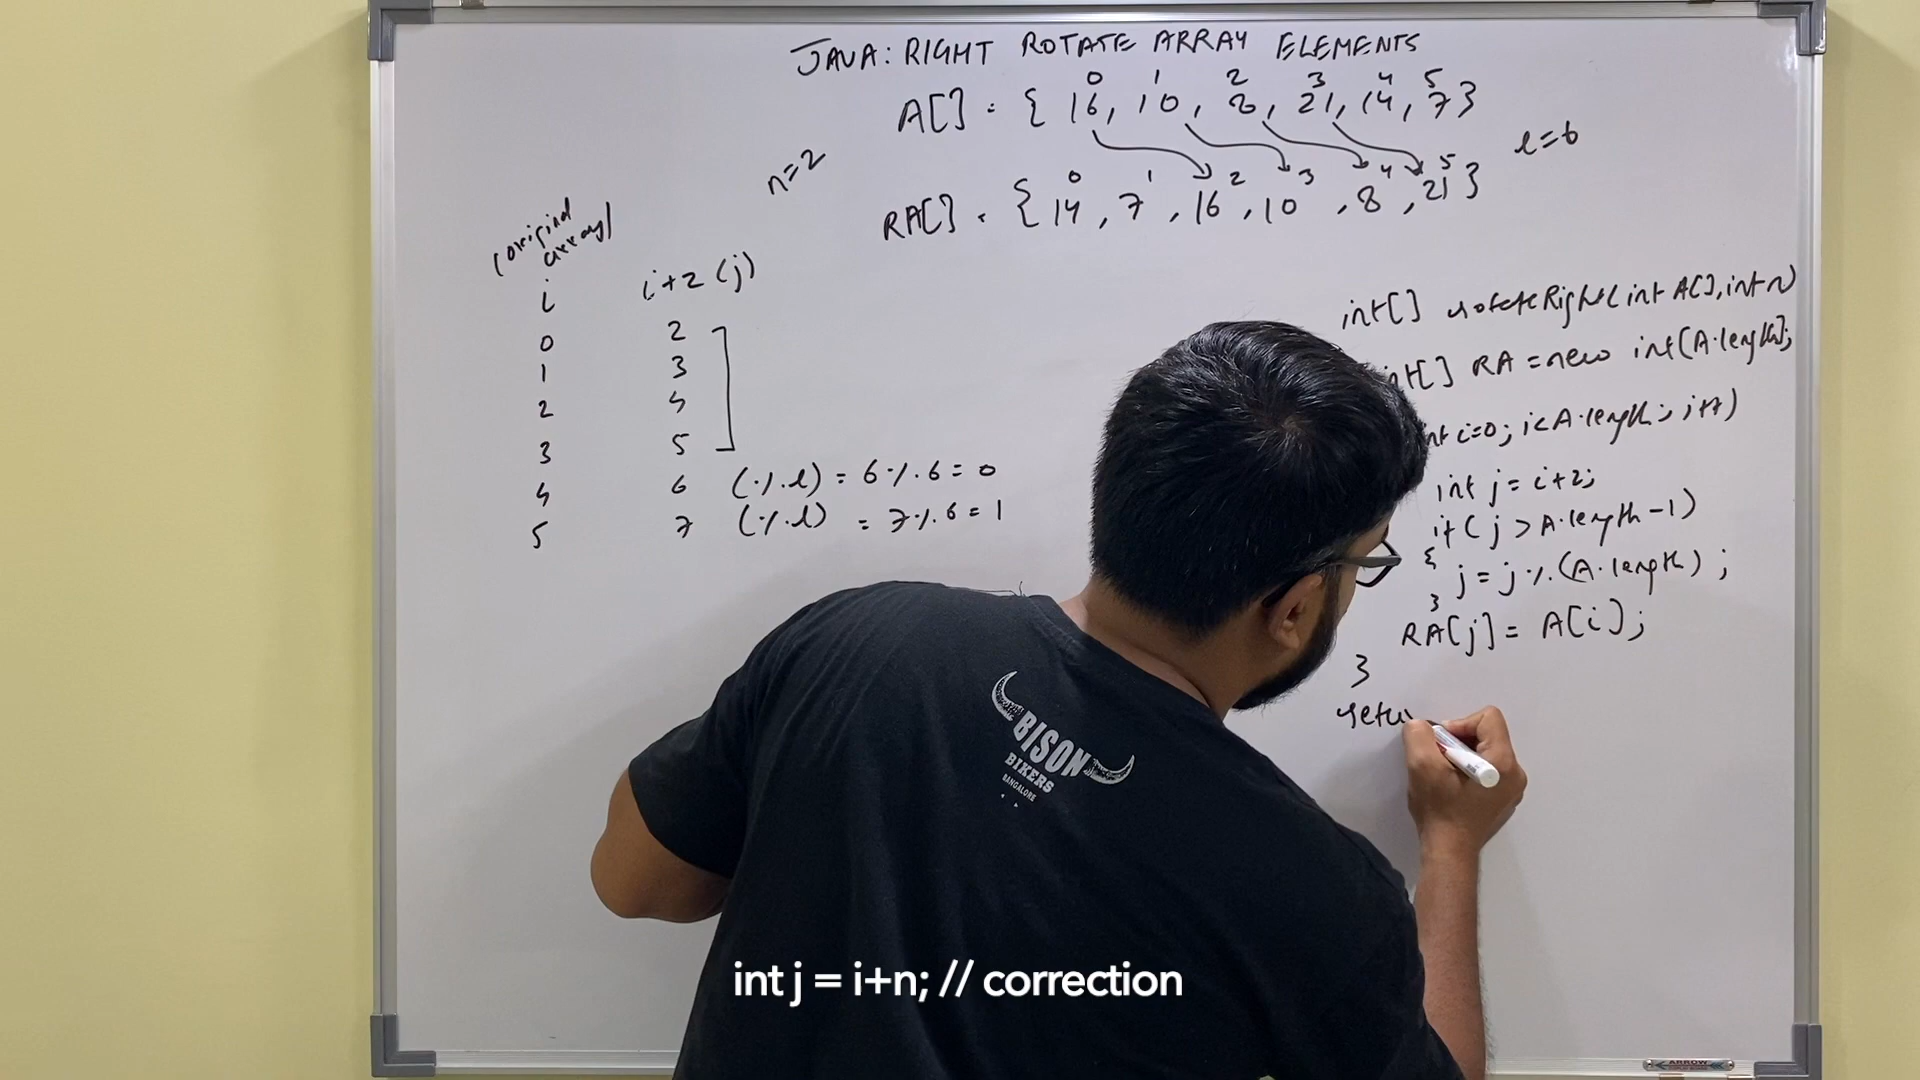 JAVA: RIGHT ROTATE ARRAY ELEMENTS
0 1 2 3 4 5
A[] = { 16, 10, 8, 21, 14, 7 }
n=2
l=6
0 1 2 3 4 5
RA[] = { 14, 7, 16, 10, 8, 21 }
(original
array)
i i+2 (j)
0 2
1 3
2 4
3 5
4 6 (%l) = 6%6 = 0
5 7 (%l) = 7%6 = 1
int[] rotateRight(int A[], int n)
int[] RA = new int[A.length];
int i=0; i<A.length; i++)
int j = i+2;
if( j > A.length-1)
{
j = j%(A.length);
}
RA[j] = A[i];
}
BISON
BIKERS
BANGALORE
int j = i+n; // correction
ARROW